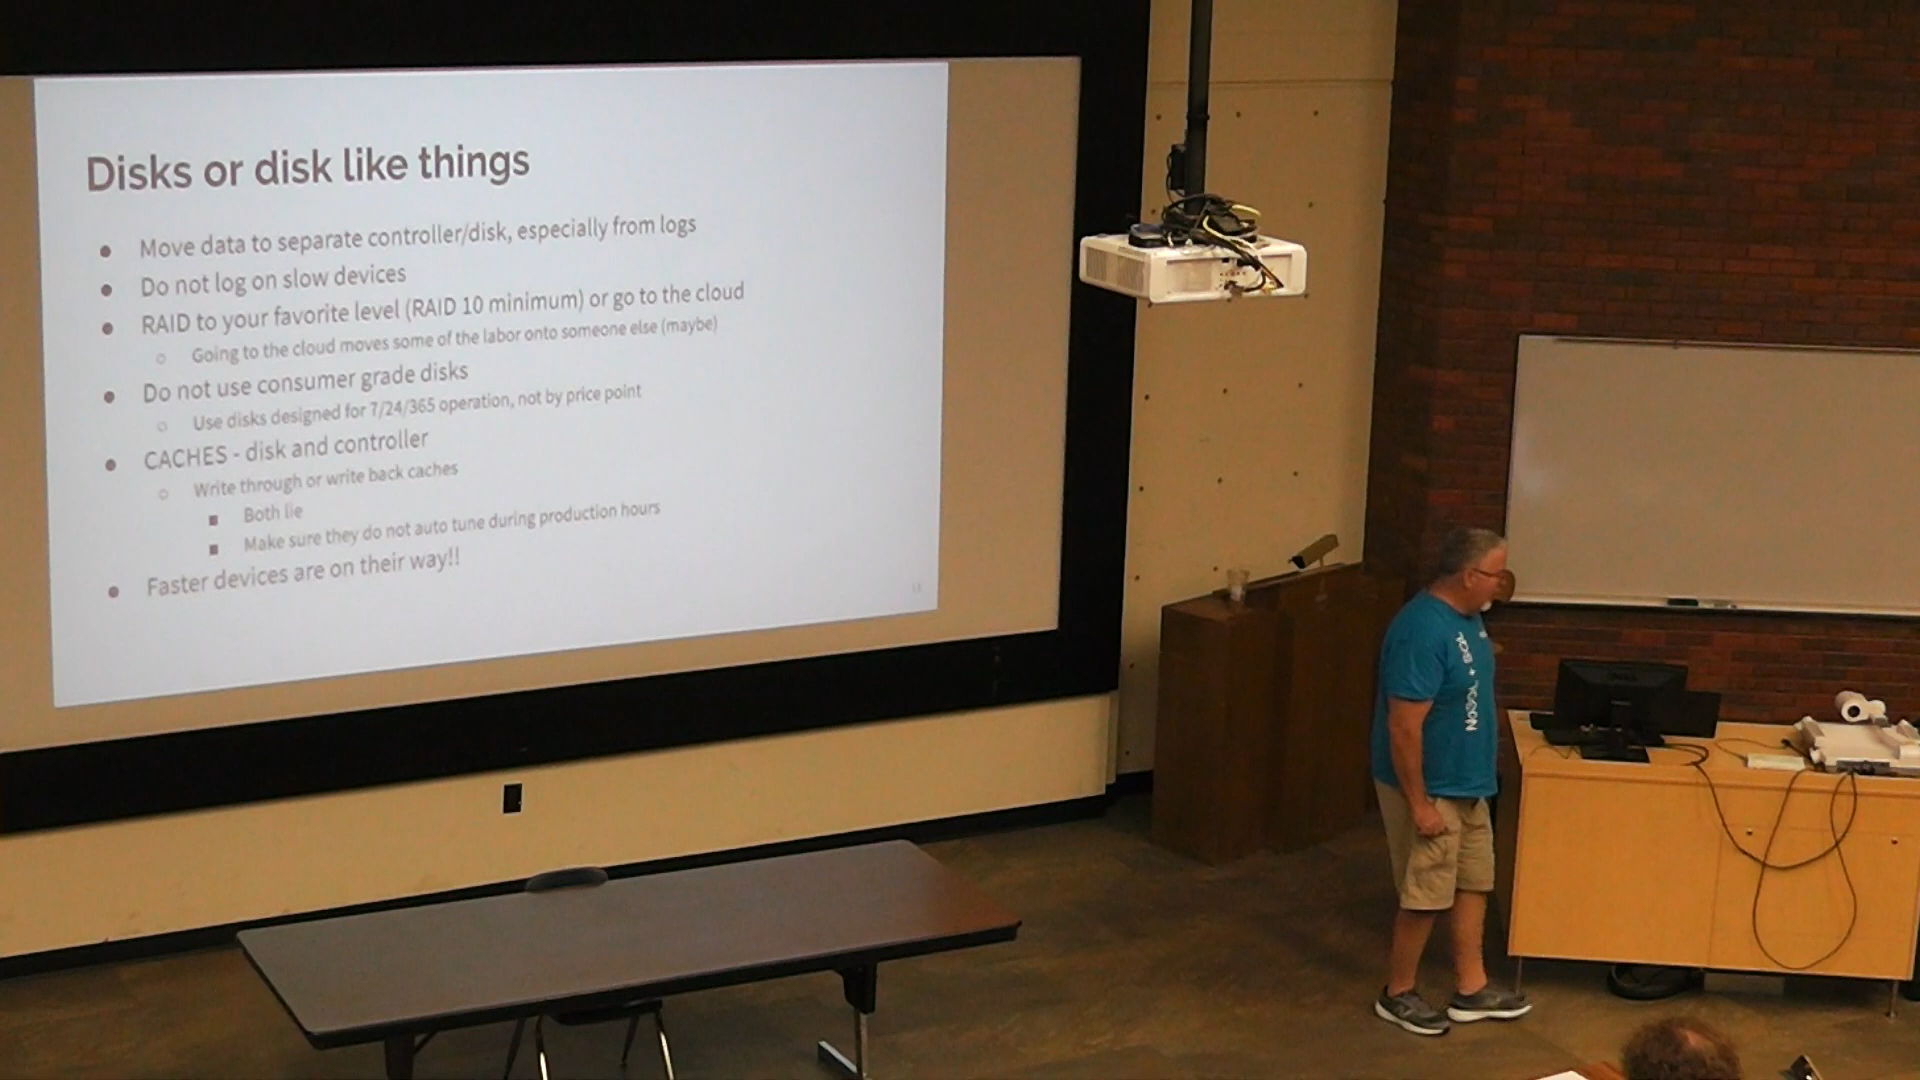 Disks or disk like things
Move data to separate controller/disk, especially from logs
Do not log on slow devices
RAID to your favorite level (RAID 10 minimum) or go to the cloud
Going to the cloud moves some of the labor onto someone else (maybe)
Do not use consumer grade disks
Use disks designed for 7/24/365 operation, not by price point
CACHES - disk and controller
Write through or write back caches
Both lie
Make sure they do not auto tune during production hours
Faster devices are on their way!!
NoSQL + SQL
DELL